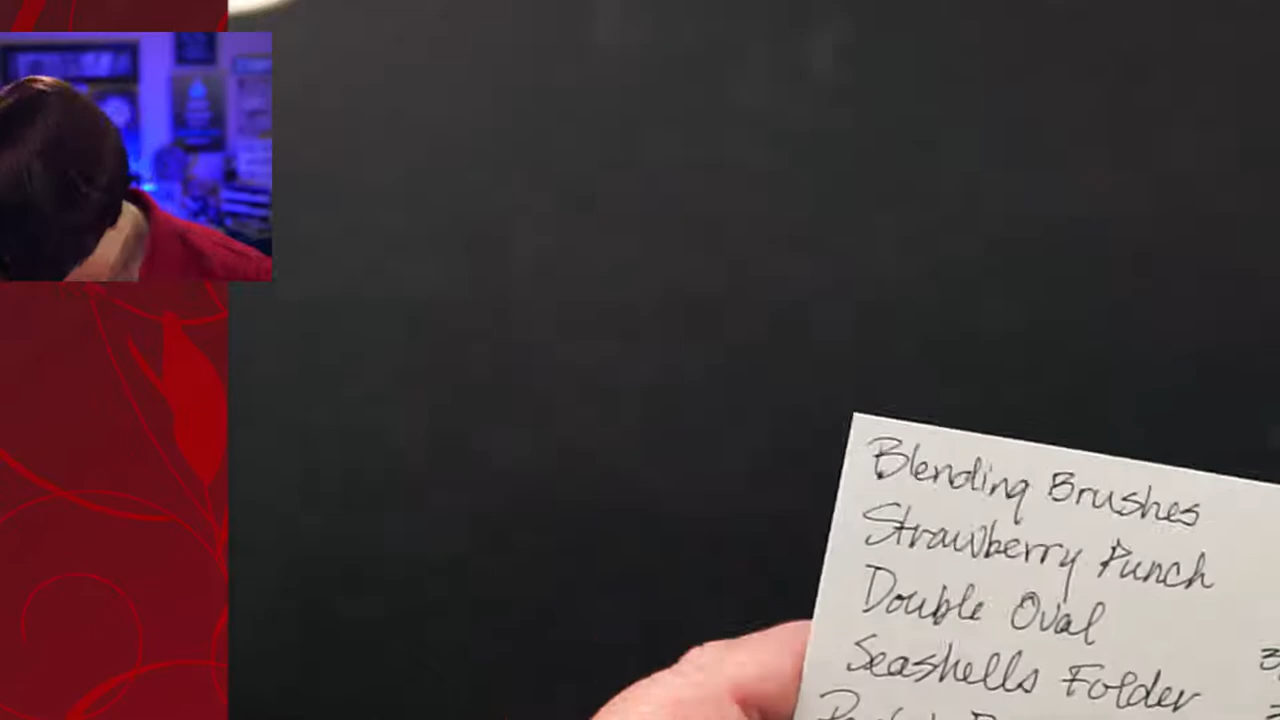 Blending Brushes
Strawberry Punch
Double Oval
Seashells Folder